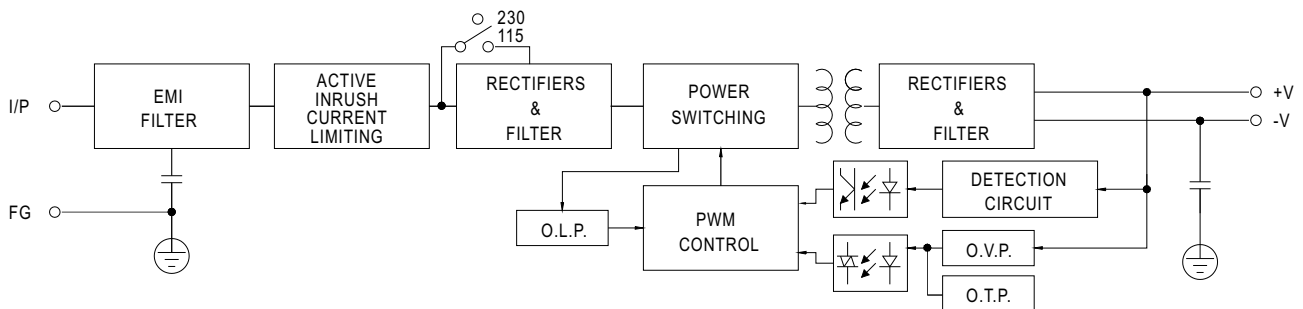 230
115
I/P
EMI
FILTER
ACTIVE
INRUSH
CURRENT
LIMITING
RECTIFIERS
&
FILTER
POWER
SWITCHING
RECTIFIERS
&
FILTER
+V
-V
FG
O.L.P.
PWM
CONTROL
DETECTION
CIRCUIT
O.V.P.
O.T.P.